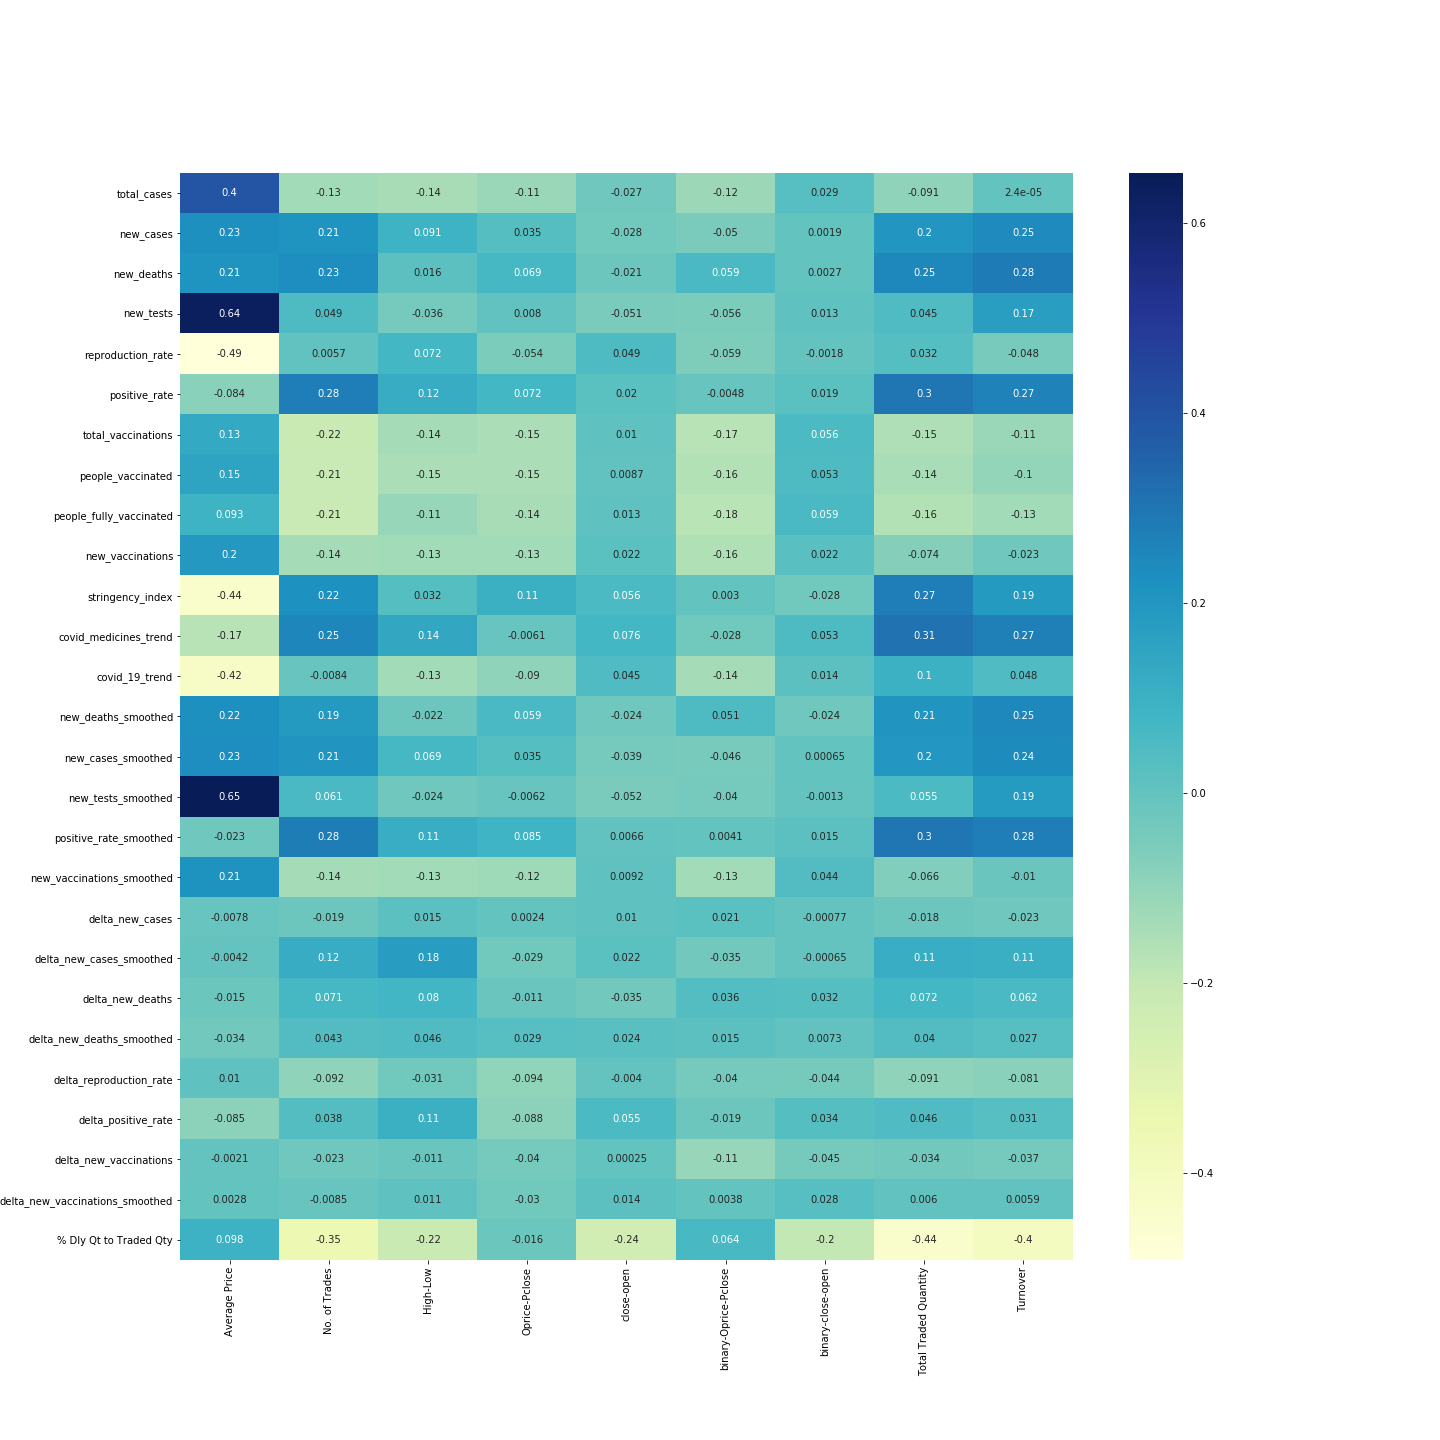 total_cases 0.4 -0.13 -0.14 -0.11 -0.027 -0.12 0.029 -0.091 2.4e-05
new_cases 0.23 0.21 0.091 0.035 -0.028 -0.05 0.0019 0.2 0.25
new_deaths 0.21 0.23 0.016 0.069 -0.021 0.059 0.0027 0.25 0.28
new_tests 0.64 0.049 -0.036 0.008 -0.051 -0.056 0.013 0.045 0.17
reproduction_rate -0.49 0.0057 0.072 -0.054 0.049 -0.059 -0.0018 0.032 -0.048
positive_rate -0.084 0.28 0.12 0.072 0.02 -0.0048 0.019 0.3 0.27
total_vaccinations 0.13 -0.22 -0.14 -0.15 0.01 -0.17 0.056 -0.15 -0.11
people_vaccinated 0.15 -0.21 -0.15 -0.15 0.0087 -0.16 0.053 -0.14 -0.1
people_fully_vaccinated 0.093 -0.21 -0.11 -0.14 0.013 -0.18 0.059 -0.16 -0.13
new_vaccinations 0.2 -0.14 -0.13 -0.13 0.022 -0.16 0.022 -0.074 -0.023
stringency_index -0.44 0.22 0.032 0.11 0.056 0.003 -0.028 0.27 0.19
covid_medicines_trend -0.17 0.25 0.14 -0.0061 0.076 -0.028 0.053 0.31 0.27
covid_19_trend -0.42 -0.0084 -0.13 -0.09 0.045 -0.14 0.014 0.1 0.048
new_deaths_smoothed 0.22 0.19 -0.022 0.059 -0.024 0.051 -0.024 0.21 0.25
new_cases_smoothed 0.23 0.21 0.069 0.035 -0.039 -0.046 0.00065 0.2 0.24
new_tests_smoothed 0.65 0.061 -0.024 -0.0062 -0.052 -0.04 -0.0013 0.055 0.19
positive_rate_smoothed -0.023 0.28 0.11 0.085 0.0066 0.0041 0.015 0.3 0.28
new_vaccinations_smoothed 0.21 -0.14 -0.13 -0.12 0.0092 -0.13 0.044 -0.066 -0.01
delta_new_cases -0.0078 -0.019 0.015 0.0024 0.01 0.021 -0.00077 -0.018 -0.023
delta_new_cases_smoothed -0.0042 0.12 0.18 -0.029 0.022 -0.035 -0.00065 0.11 0.11
delta_new_deaths -0.015 0.071 0.08 -0.011 -0.035 0.036 0.032 0.072 0.062
delta_new_deaths_smoothed -0.034 0.043 0.046 0.029 0.024 0.015 0.0073 0.04 0.027
delta_reproduction_rate 0.01 -0.092 -0.031 -0.094 -0.004 -0.04 -0.044 -0.091 -0.081
delta_positive_rate -0.085 0.038 0.11 -0.088 0.055 -0.019 0.034 0.046 0.031
delta_new_vaccinations -0.0021 -0.023 -0.011 -0.04 0.00025 -0.11 -0.045 -0.034 -0.037
delta_new_vaccinations_smoothed 0.0028 -0.0085 0.011 -0.03 0.014 0.0038 0.028 0.006 0.0059
% Dly Qt to Traded Qty 0.098 -0.35 -0.22 -0.016 -0.24 0.064 -0.2 -0.44 -0.4
Average Price
No. of Trades
High-Low
Oprice-Pclose
close-open
binary-Oprice-Pclose
binary-close-open
Total Traded Quantity
Turnover
0.6
0.4
0.2
0.0
−0.2
−0.4